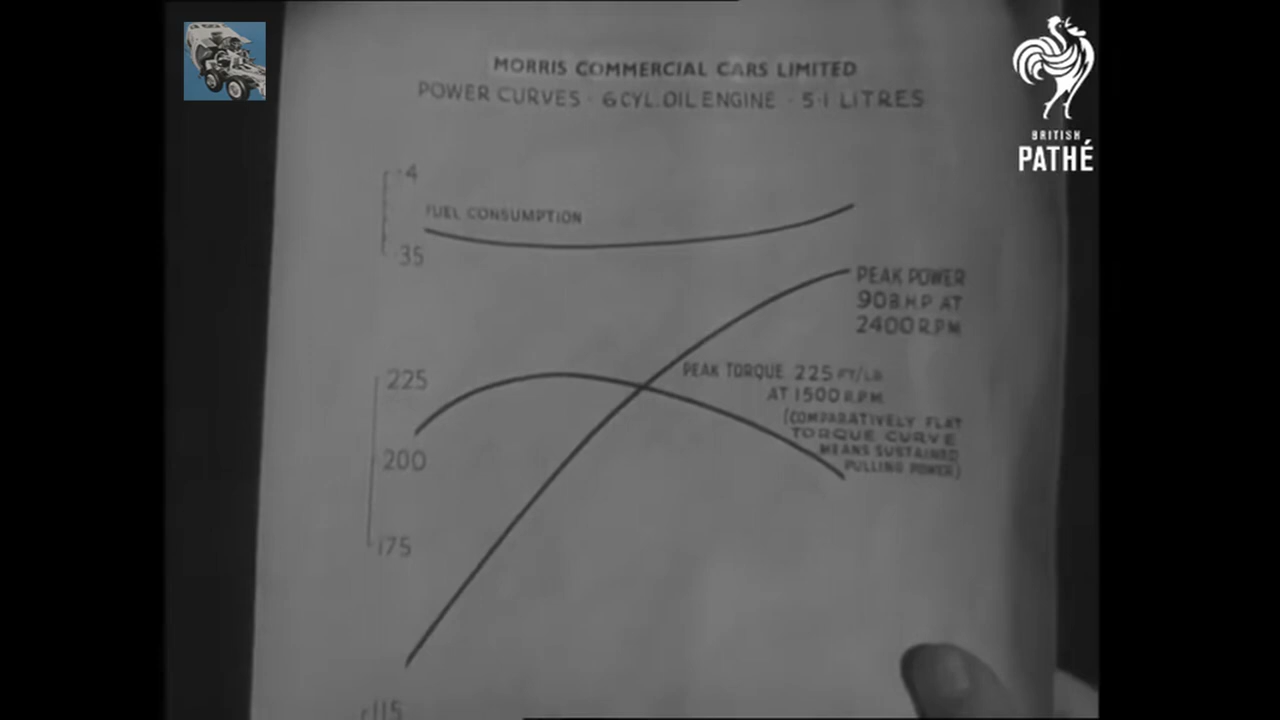 MORRIS COMMERCIAL CARS LIMITED
POWER CURVES · 6 CYL. OIL ENGINE · 5·1 LITRES
·4
FUEL CONSUMPTION
·35
PEAK POWER
90 B.H.P AT
2400 R.P.M
225
PEAK TORQUE 225 FT/LB
AT 1500 R.P.M
(COMPARATIVELY FLAT
TORQUE CURVE
MEANS SUSTAINED
PULLING POWER)
200
175
115
BRITISH
PATHÉ